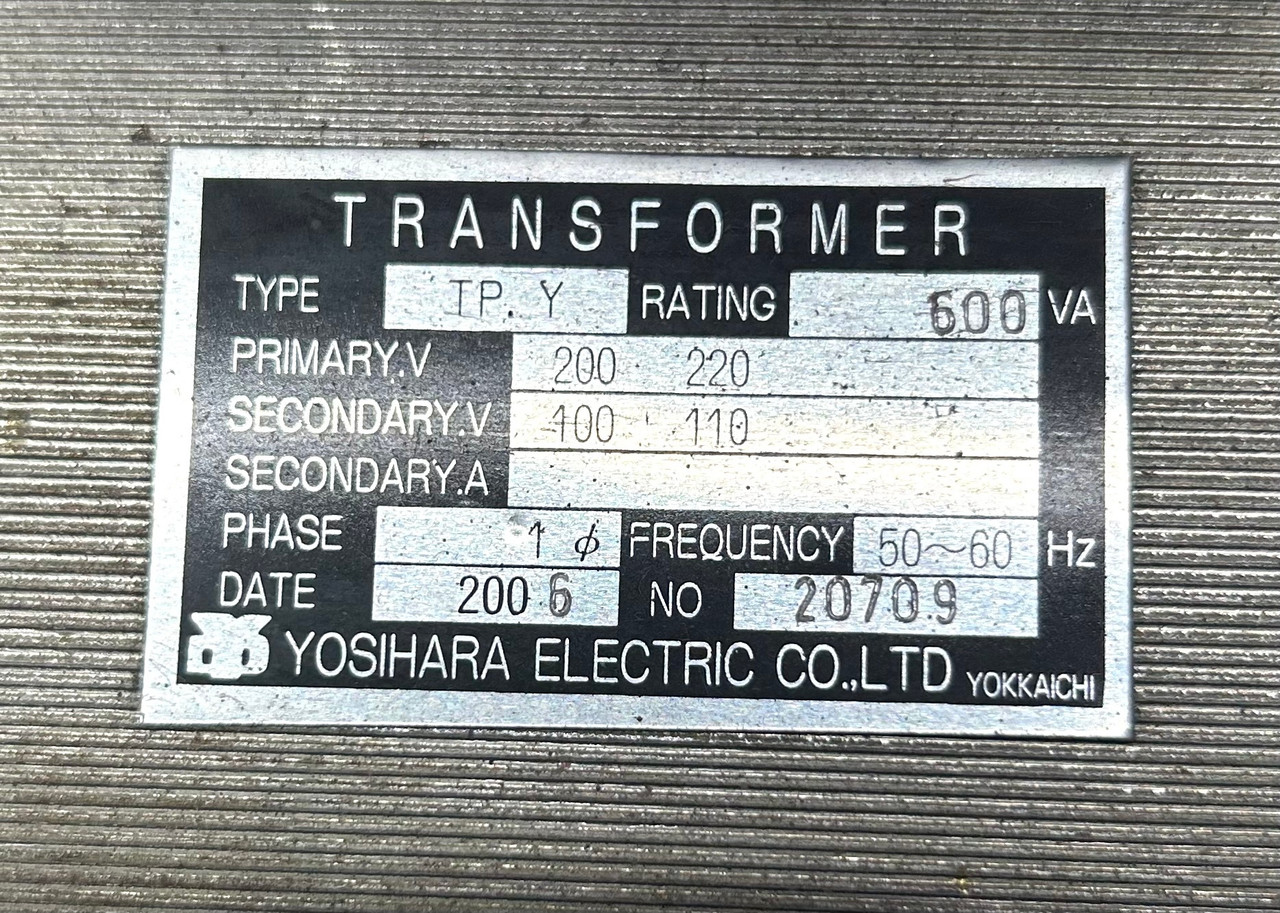 TRANSFORMER
TYPE TP. Y RATING 600 VA
PRIMARY.V 200 220
SECONDARY.V 100 110
SECONDARY.A
PHASE 1 ϕ FREQUENCY 50～60 Hz
DATE 2006 NO 20709
YOSIHARA ELECTRIC CO.,LTD YOKKAICHI